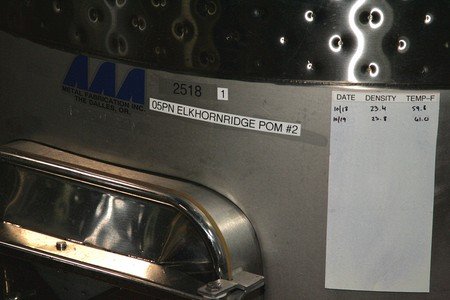 AAA
METAL FABRICATION INC
THE DALLES, OR.
2518 1
05PN ELKHORNRIDGE POM #2
DATE DENSITY TEMP-F
10/18 23.4 59.8
10/19 23.8 61.0